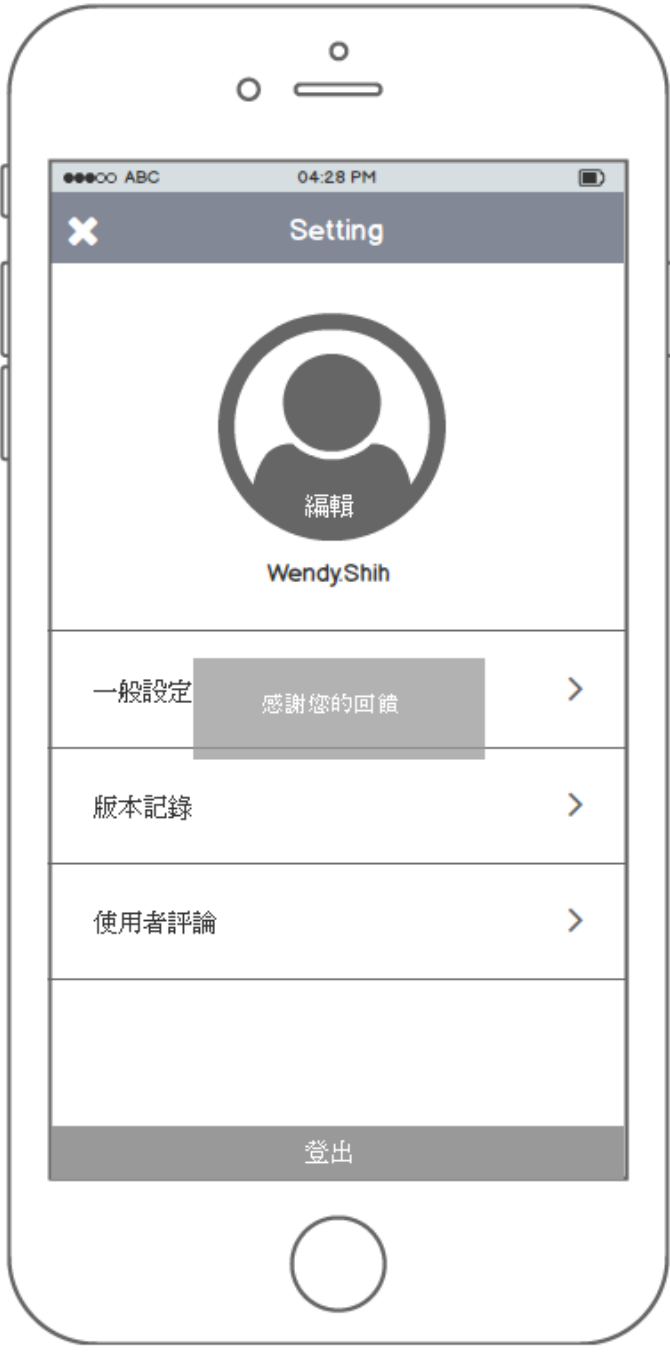 ABC 04:28 PM
Setting
編輯
Wendy.Shih
一般設定
感謝您的回饋
版本記錄
使用者評論
登出